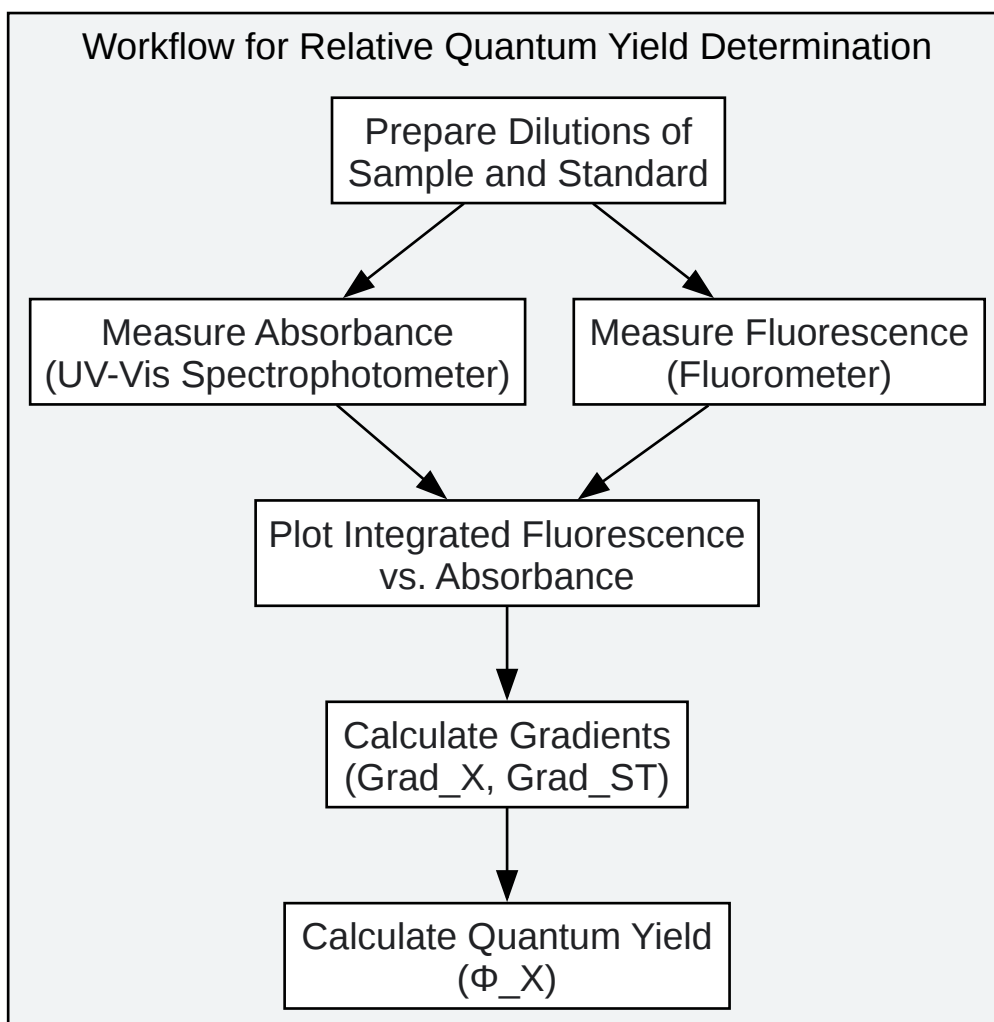 Workflow for Relative Quantum Yield Determination
Prepare Dilutions of
Sample and Standard
Measure Absorbance
(UV-Vis Spectrophotometer)
Measure Fluorescence
(Fluorometer)
Plot Integrated Fluorescence
vs. Absorbance
Calculate Gradients
(Grad_X, Grad_ST)
Calculate Quantum Yield
(Φ_X)